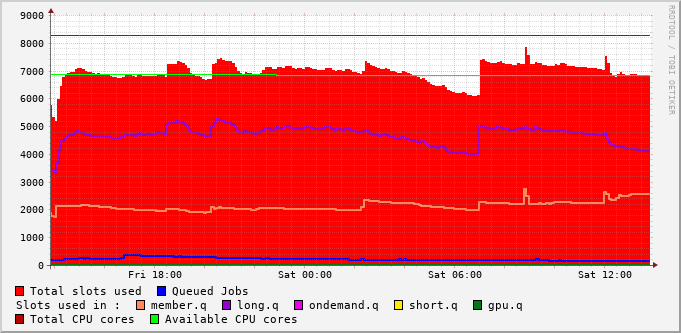 9000
8000
7000
6000
5000
4000
3000
2000
1000
0
Fri 18:00 Sat 00:00 Sat 06:00 Sat 12:00
Total slots used Queued Jobs
Slots used in : member.q long.q ondemand.q short.q gpu.q
Total CPU cores Available CPU cores
RRDTOOL / TOBI OETIKER